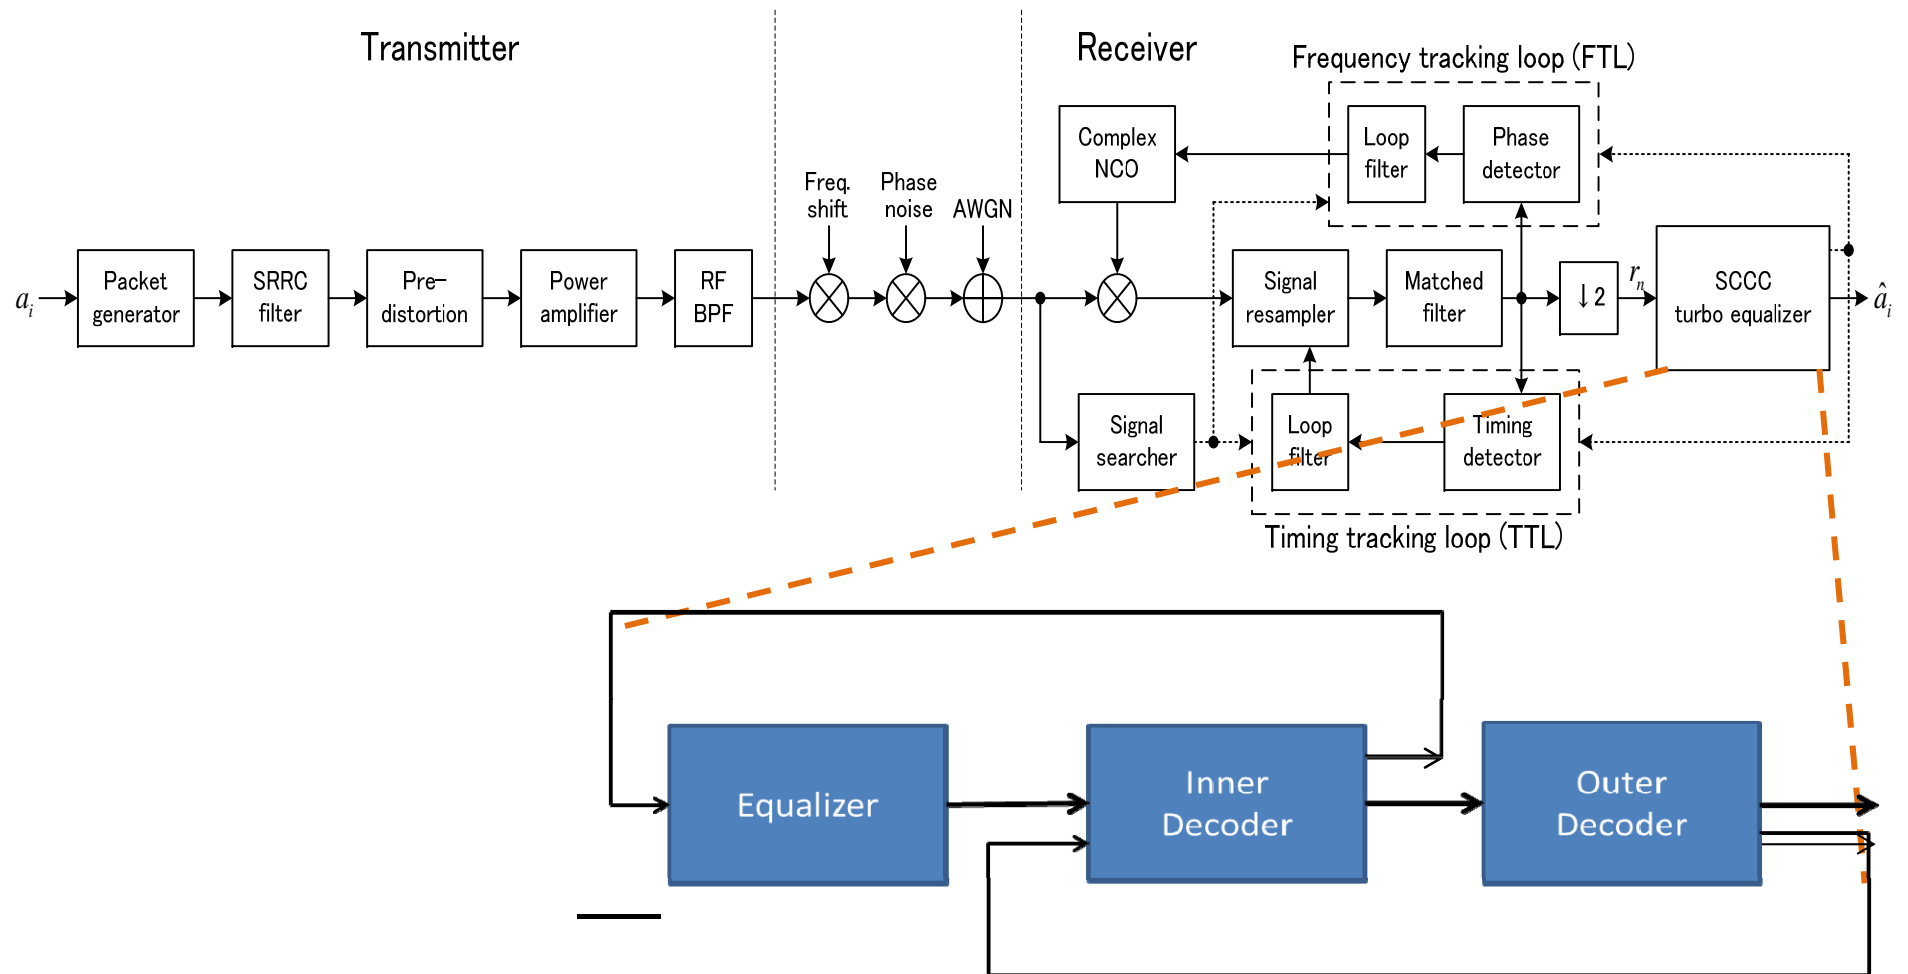 Transmitter
Receiver
Frequency tracking loop (FTL)
Complex
NCO
Loop
filter
Phase
detector
Freq.
shift
Phase
noise
AWGN
a_i
Packet
generator
SRRC
filter
Pre-
distortion
Power
amplifier
RF
BPF
Signal
resampler
Matched
filter
↓2
r_n
SCCC
turbo equalizer
â_i
Signal
searcher
Loop
filter
Timing
detector
Timing tracking loop (TTL)
Equalizer
Inner
Decoder
Outer
Decoder